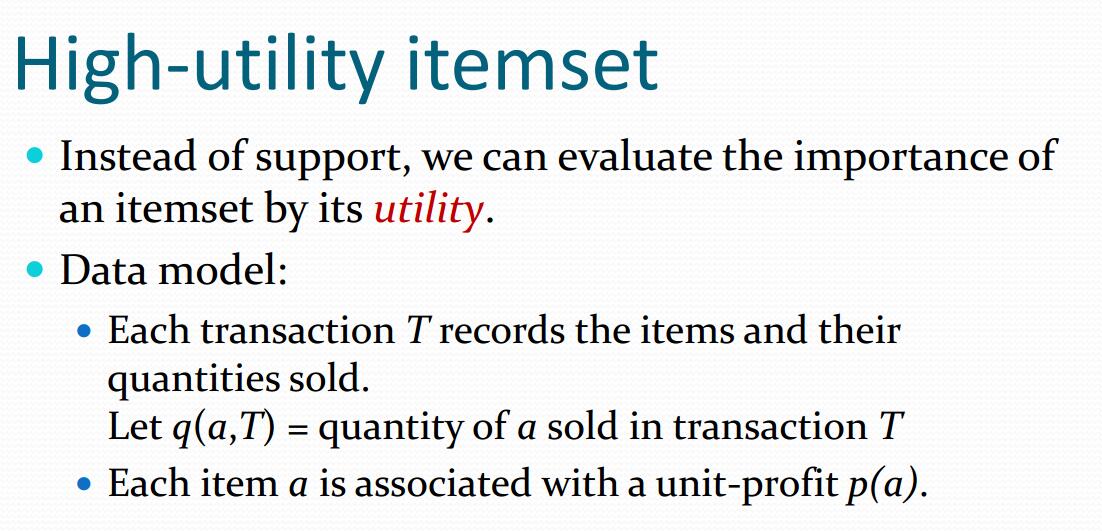 High-utility itemset
• Instead of support, we can evaluate the importance of
an itemset by its utility.
• Data model:
• Each transaction T records the items and their
quantities sold.
Let q(a,T) = quantity of a sold in transaction T
• Each item a is associated with a unit-profit p(a).